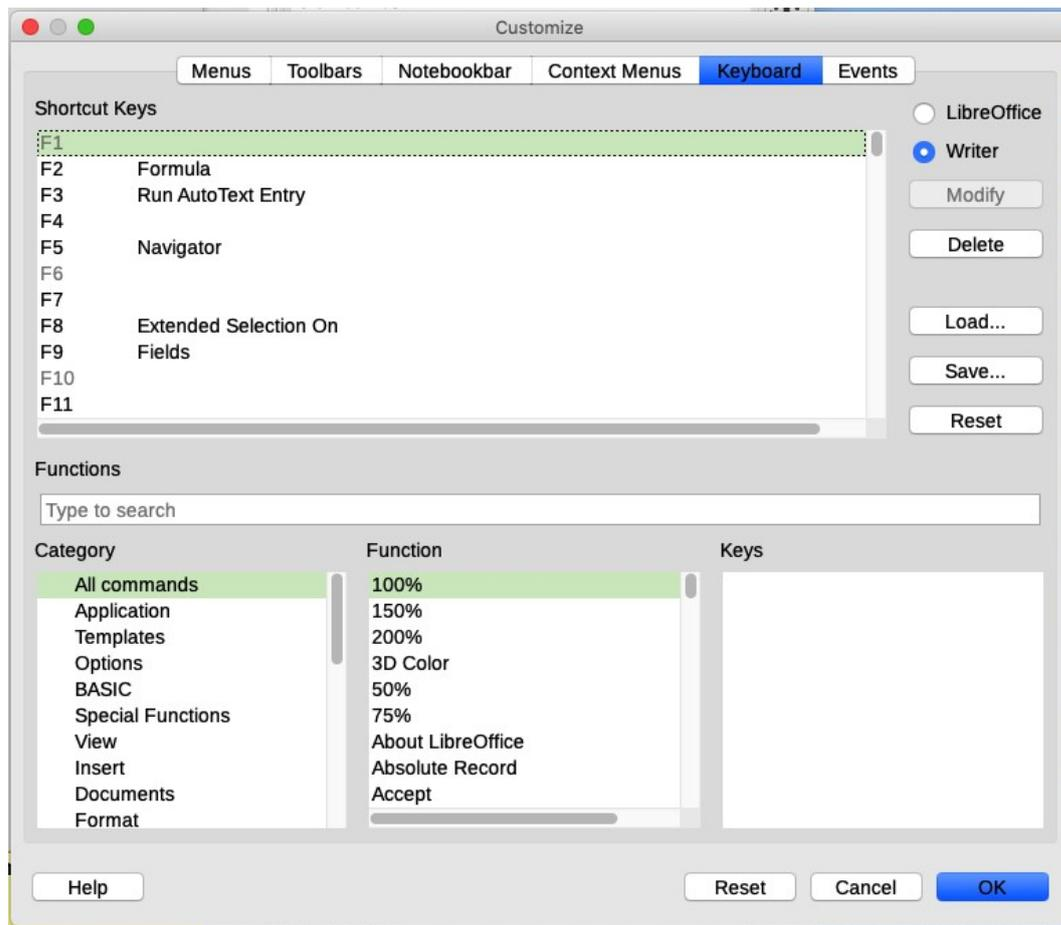 Customize
Menus Toolbars Notebookbar Context Menus Keyboard Events
Shortcut Keys
F1
F2 Formula
F3 Run AutoText Entry
F4
F5 Navigator
F6
F7
F8 Extended Selection On
F9 Fields
F10
F11
LibreOffice
Writer
Modify
Delete
Load...
Save...
Reset
Functions
Type to search
Category
All commands
Application
Templates
Options
BASIC
Special Functions
View
Insert
Documents
Format
Function
100%
150%
200%
3D Color
50%
75%
About LibreOffice
Absolute Record
Accept
Keys
Help Reset Cancel OK